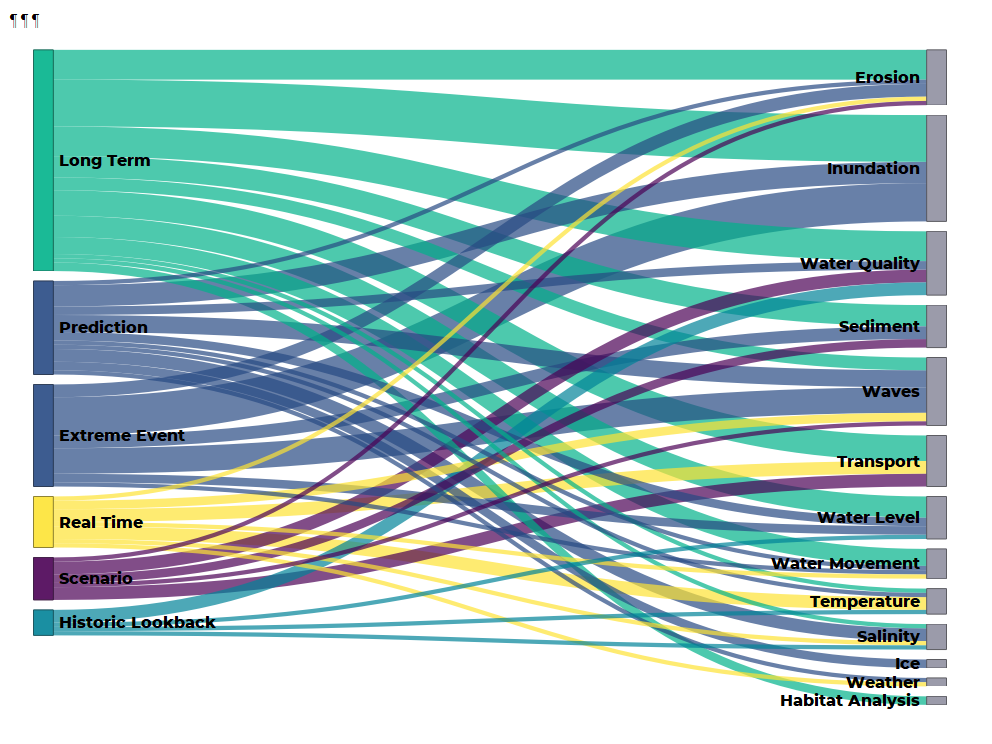 ¶¶¶
Long Term
Prediction
Extreme Event
Real Time
Scenario
Historic Lookback
Erosion
Inundation
Water Quality
Sediment
Waves
Transport
Water Level
Water Movement
Temperature
Salinity
Ice
Weather
Habitat Analysis